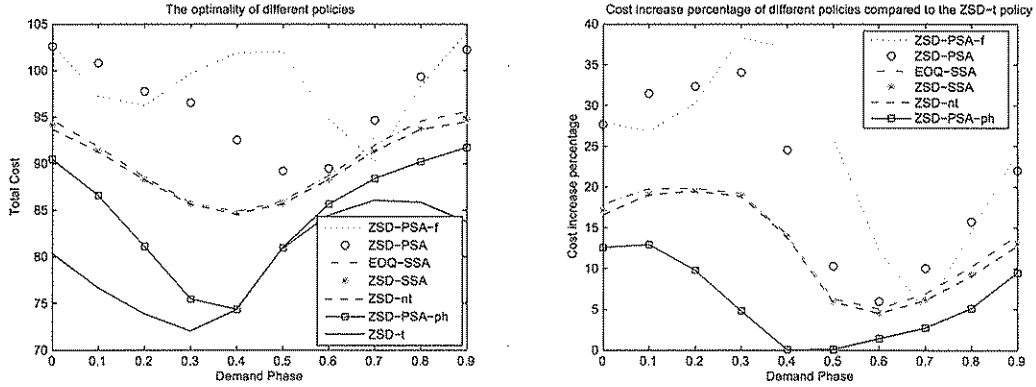 The optimality of different policies
105
100
95
90
85
80
75
70
Total Cost
0 0.1 0.2 0.3 0.4 0.5 0.6 0.7 0.8 0.9
Demand Phase
ZSD-PSA-f
ZSD-PSA
EOQ-SSA
ZSD-SSA
ZSD-nt
ZSD-PSA-ph
ZSD-t
Cost increase percentage of different policies compared to the ZSD-t policy
40
35
30
25
20
15
10
5
0
Cost increase percentage
0 0.1 0.2 0.3 0.4 0.5 0.6 0.7 0.8 0.9
Demand Phase
ZSD-PSA-f
ZSD-PSA
EOQ-SSA
ZSD-SSA
ZSD-nt
ZSD-PSA-ph